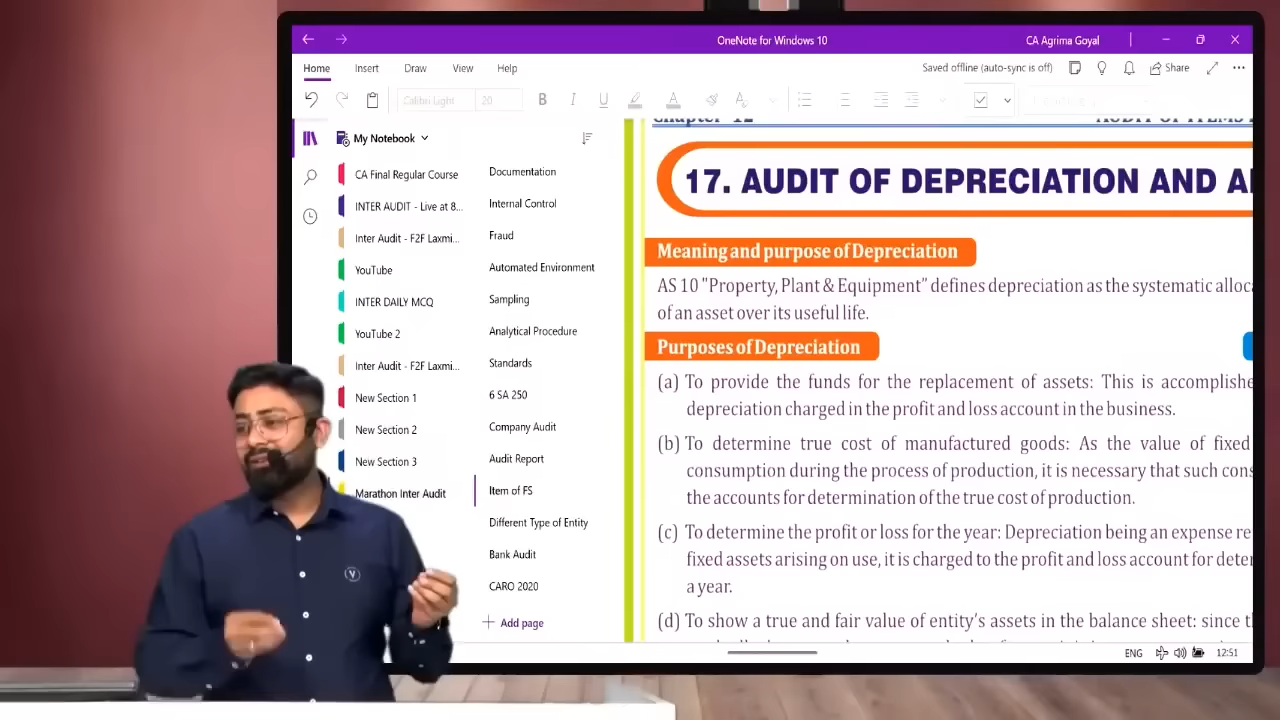 OneNote for Windows 10
CA Agrima Goyal
Home Insert Draw View Help
Saved offline (auto-sync is off)
Share
Calibri Light 20
B I U
My Notebook
CA Final Regular Course
INTER AUDIT - Live at 8...
Inter Audit - F2F Laxmi...
YouTube
INTER DAILY MCQ
YouTube 2
Inter Audit - F2F Laxmi...
New Section 1
New Section 2
New Section 3
Marathon Inter Audit
Documentation
Internal Control
Fraud
Automated Environment
Sampling
Analytical Procedure
Standards
6 SA 250
Company Audit
Audit Report
Item of FS
Different Type of Entity
Bank Audit
CARO 2020
Add page
Chapter-12 AUDIT OF ITEMS
17. AUDIT OF DEPRECIATION AND
Meaning and purpose of Depreciation
AS 10 "Property, Plant & Equipment" defines depreciation as the systematic alloc
of an asset over its useful life.
Purposes of Depreciation
(a) To provide the funds for the replacement of assets: This is accomplishe
depreciation charged in the profit and loss account in the business.
(b) To determine true cost of manufactured goods: As the value of fixed
consumption during the process of production, it is necessary that such cons
the accounts for determination of the true cost of production.
(c) To determine the profit or loss for the year: Depreciation being an expense re
fixed assets arising on use, it is charged to the profit and loss account for deter
a year.
(d) To show a true and fair value of entity's assets in the balance sheet: since t
ENG 12:51
V